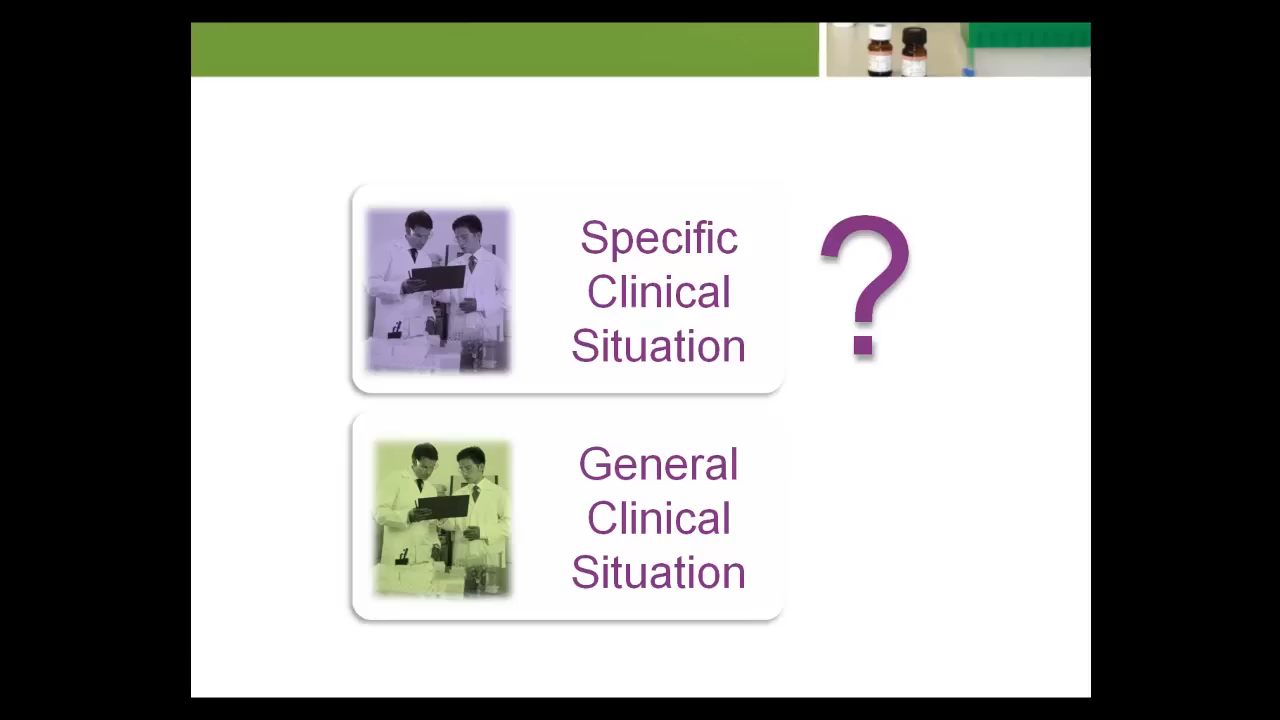 Specific
Clinical
Situation
?
General
Clinical
Situation